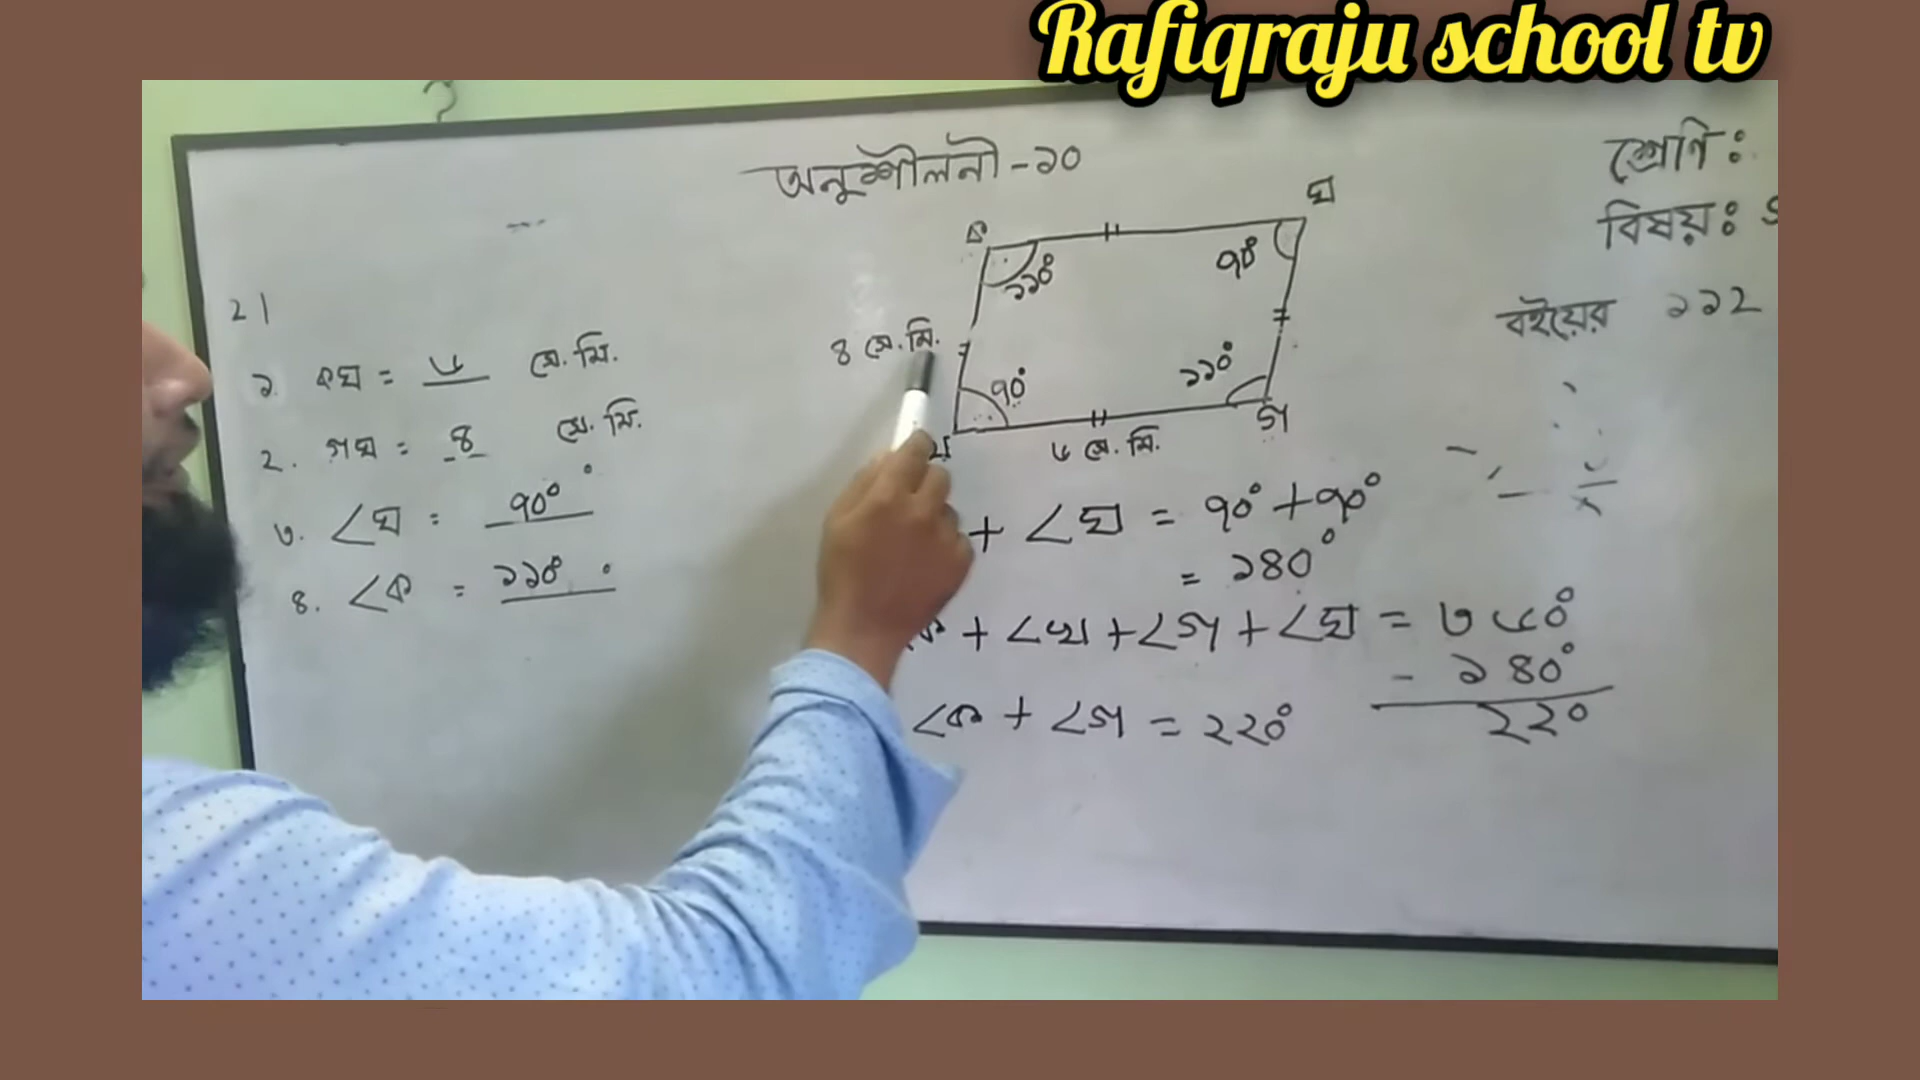 Rafiqraju school tv
অনুশীলনী-১০
শ্রেণি:
বিষয়:
বইয়ের ১১২
২।
১. কঘ = ৬ সে. মি.
২. গঘ = ৪ সে. মি.
৩. ∠ঘ = ৭০°
৪. ∠ক = ১১০°
ক
ঘ
১১০°
৭০°
৪ সে. মি.
৭০°
১১০°
খ
গ
৬ সে. মি.
+ ∠ঘ = ৭০° + ৭০°
= ১৪০°
ক + ∠খ + ∠গ + ∠ঘ = ৩৬০°
- ১৪০°
২২০
∠ক + ∠গ = ২২০°